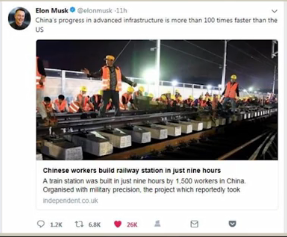 Elon Musk @elonmusk · 11h
China's progress in advanced infrastructure is more than 100 times faster than the
US
Chinese workers build railway station in just nine hours
A train station was built in just nine hours by 1,500 workers in China.
Organised with military precision, the project which reportedly took
independent.co.uk
1.2K 6.8K 26K